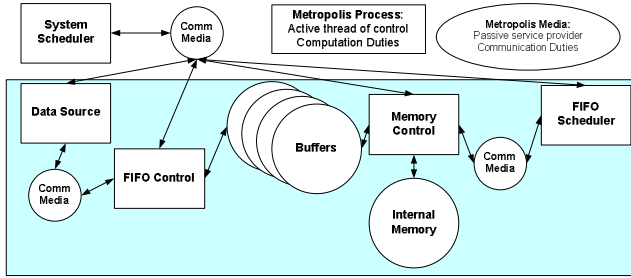 System
Scheduler
Comm
Media
Metropolis Process:
Active thread of control
Computation Duties
Metropolis Media:
Passive service provider
Communication Duties
Data Source
Comm
Media
FIFO Control
Buffers
Memory
Control
Internal
Memory
Comm
Media
FIFO
Scheduler